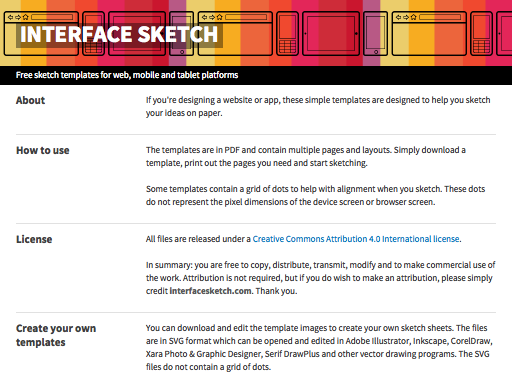 INTERFACE SKETCH
Free sketch templates for web, mobile and tablet platforms
About
If you're designing a website or app, these simple templates are designed to help you sketch
your ideas on paper.
How to use
The templates are in PDF and contain multiple pages and layouts. Simply download a
template, print out the pages you need and start sketching.
Some templates contain a grid of dots to help with alignment when you sketch. These dots
do not represent the pixel dimensions of the device screen or browser screen.
License
All files are released under a Creative Commons Attribution 4.0 International license.
In summary: you are free to copy, distribute, transmit, modify and to make commercial use of
the work. Attribution is not required, but if you do wish to make an attribution, please simply
credit interfacesketch.com. Thank you.
Create your own
templates
You can download and edit the template images to create your own sketch sheets. The files
are in SVG format which can be opened and edited in Adobe Illustrator, Inkscape, CorelDraw,
Xara Photo & Graphic Designer, Serif DrawPlus and other vector drawing programs. The SVG
files do not contain a grid of dots.